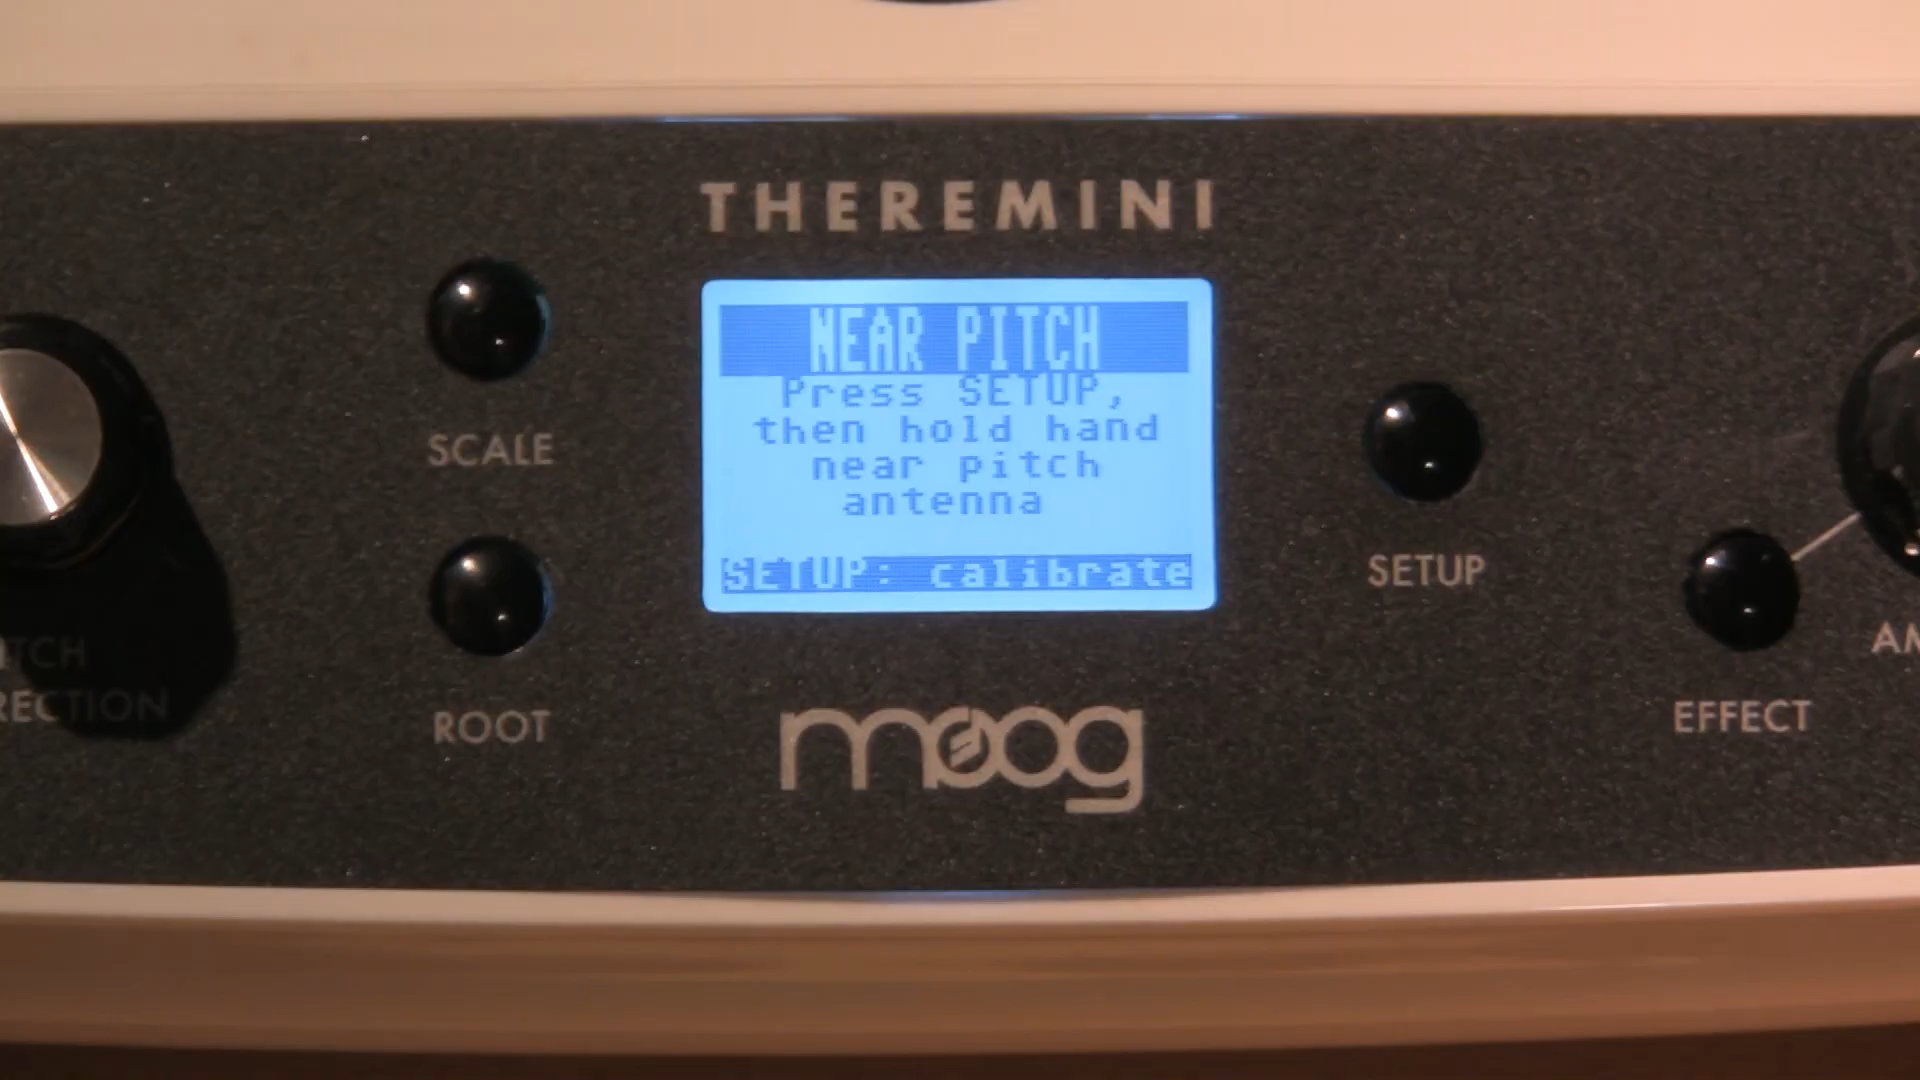 THEREMINI
NEAR PITCH
Press SETUP,
then hold hand
near pitch
antenna
SETUP: calibrate
SCALE
ROOT
SETUP
EFFECT
moog